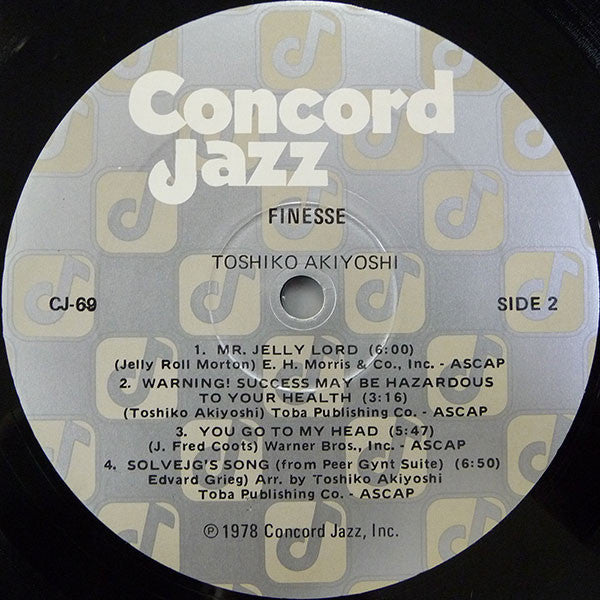 Concord
Jazz
FINESSE
TOSHIKO AKIYOSHI
CJ-69
SIDE 2
1. MR. JELLY LORD (6:00)
(Jelly Roll Morton) E. H. Morris & Co., Inc. - ASCAP
2. WARNING! SUCCESS MAY BE HAZARDOUS
TO YOUR HEALTH (3:16)
(Toshiko Akiyoshi) Toba Publishing Co. - ASCAP
3. YOU GO TO MY HEAD (5:47)
(J. Fred Coots) Warner Bros., Inc. - ASCAP
4. SOLVEJG'S SONG (from Peer Gynt Suite) (6:50)
Edvard Grieg) Arr. by Toshiko Akiyoshi
Toba Publishing Co. - ASCAP
℗ 1978 Concord Jazz, Inc.